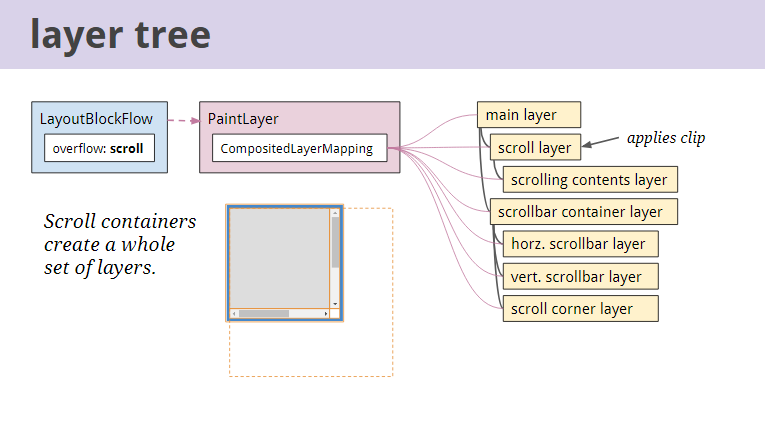 layer tree
LayoutBlockFlow
overflow: scroll
PaintLayer
CompositedLayerMapping
main layer
scroll layer
applies clip
scrolling contents layer
scrollbar container layer
horz. scrollbar layer
vert. scrollbar layer
scroll corner layer
Scroll containers
create a whole
set of layers.